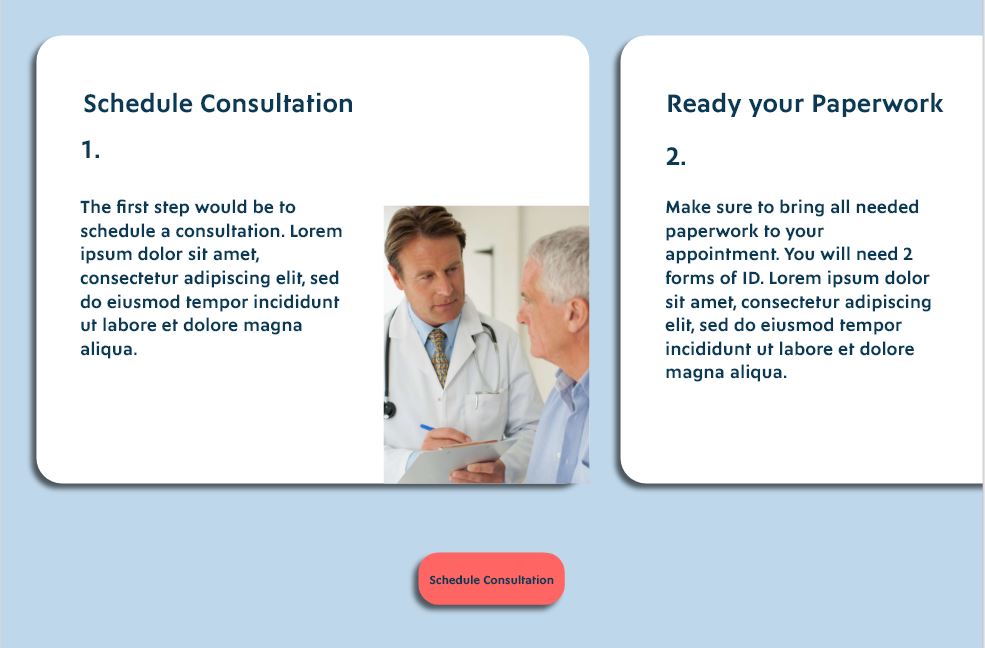 Schedule Consultation
1.
The first step would be to
schedule a consultation. Lorem
ipsum dolor sit amet,
consectetur adipiscing elit, sed
do eiusmod tempor incididunt
ut labore et dolore magna
aliqua.
Ready your Paperwork
2.
Make sure to bring all needed
paperwork to your
appointment. You will need 2
forms of ID. Lorem ipsum dolor
sit amet, consectetur adipiscing
elit, sed do eiusmod tempor
incididunt ut labore et dolore
magna aliqua.
Schedule Consultation